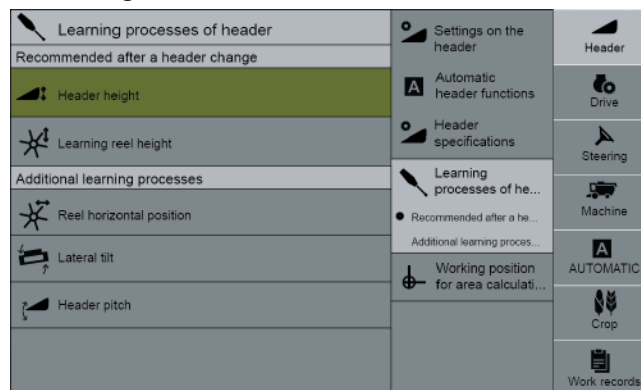 Learning processes of header
Recommended after a header change
Header height
Learning reel height
Additional learning processes
Reel horizontal position
Lateral tilt
Header pitch
Settings on the
header
A
Automatic
header functions
Header
specifications
Learning
processes of he...
Recommended after a he...
Additional learning proces...
Working position
for area calculati...
Header
Drive
Steering
Machine
A
AUTOMATIC
Crop
Work records